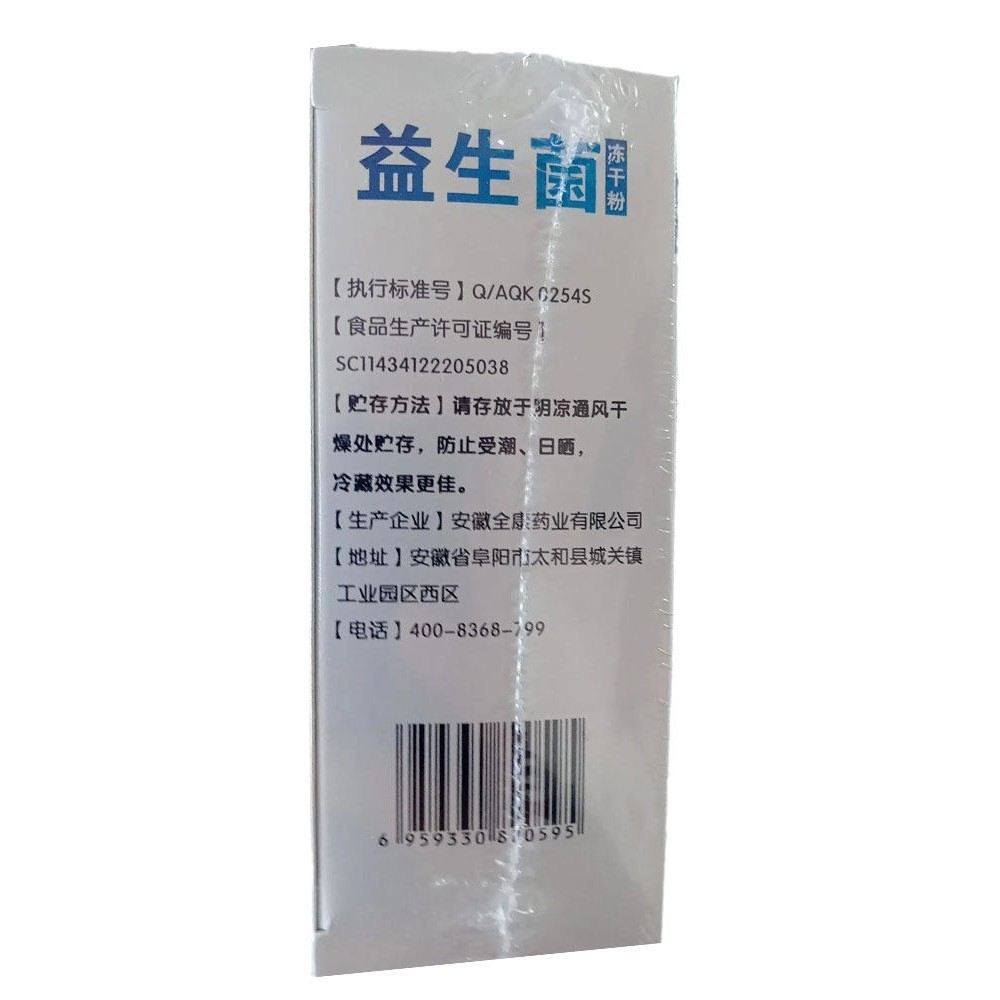 益生菌
冻干粉
【执行标准号】Q/AQK 0254S
【食品生产许可证编号】
SC11434122205038
【贮存方法】请存放于阴凉通风干
燥处贮存，防止受潮、日晒，
冷藏效果更佳。
【生产企业】安徽全康药业有限公司
【地址】安徽省阜阳市太和县城关镇
工业园区西区
【电话】400-8368-799